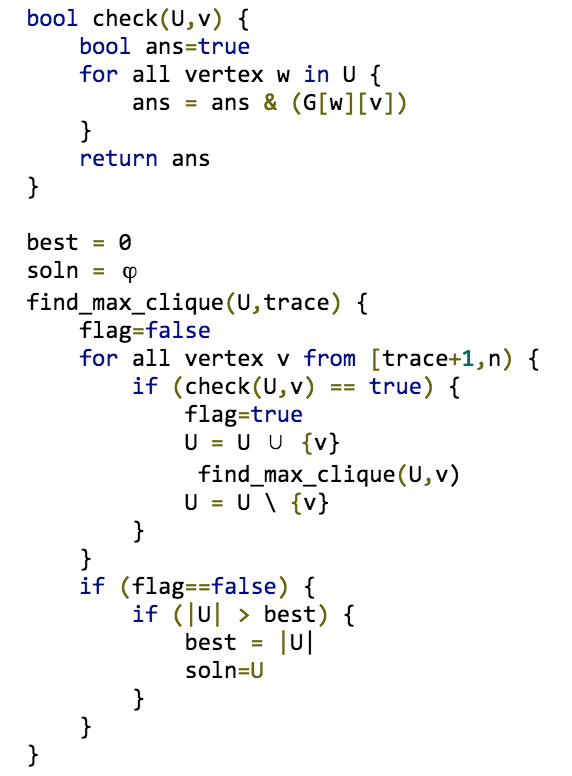 bool check(U,v) {
    bool ans=true
    for all vertex w in U {
        ans = ans & (G[w][v])
    }
    return ans
}

best = 0
soln = φ
find_max_clique(U,trace) {
    flag=false
    for all vertex v from [trace+1,n) {
        if (check(U,v) == true) {
            flag=true
            U = U ∪ {v}
             find_max_clique(U,v)
            U = U \ {v}
        }
    }
    if (flag==false) {
        if (|U| > best) {
            best = |U|
            soln=U
        }
    }
}